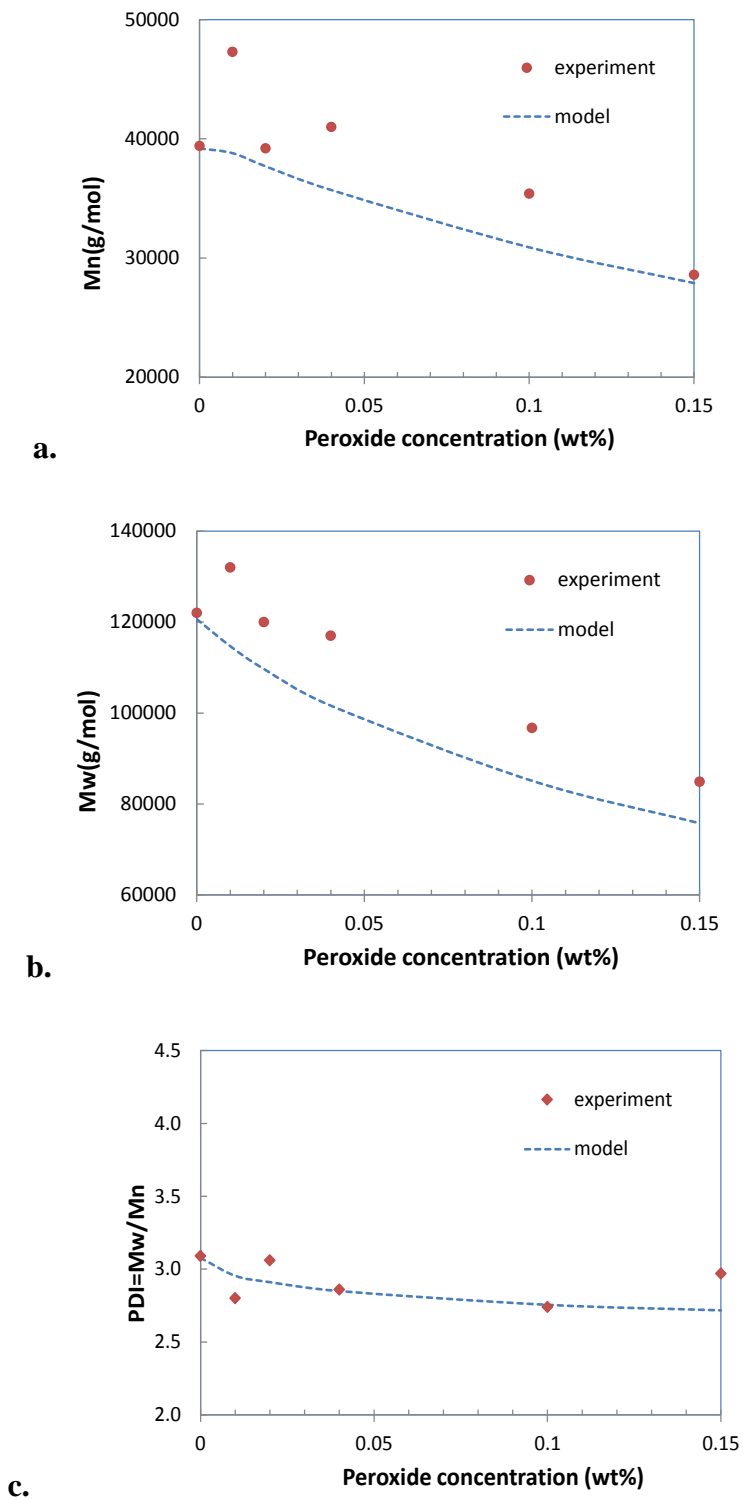 50000
40000
30000
20000
Mn(g/mol)
experiment
model
0
0.05
0.1
0.15
Peroxide concentration (wt%)
a.
140000
120000
100000
80000
60000
Mw(g/mol)
experiment
model
0
0.05
0.1
0.15
Peroxide concentration (wt%)
b.
4.5
4.0
3.5
3.0
2.5
2.0
PDI=Mw/Mn
experiment
model
0
0.05
0.1
0.15
Peroxide concentration (wt%)
c.